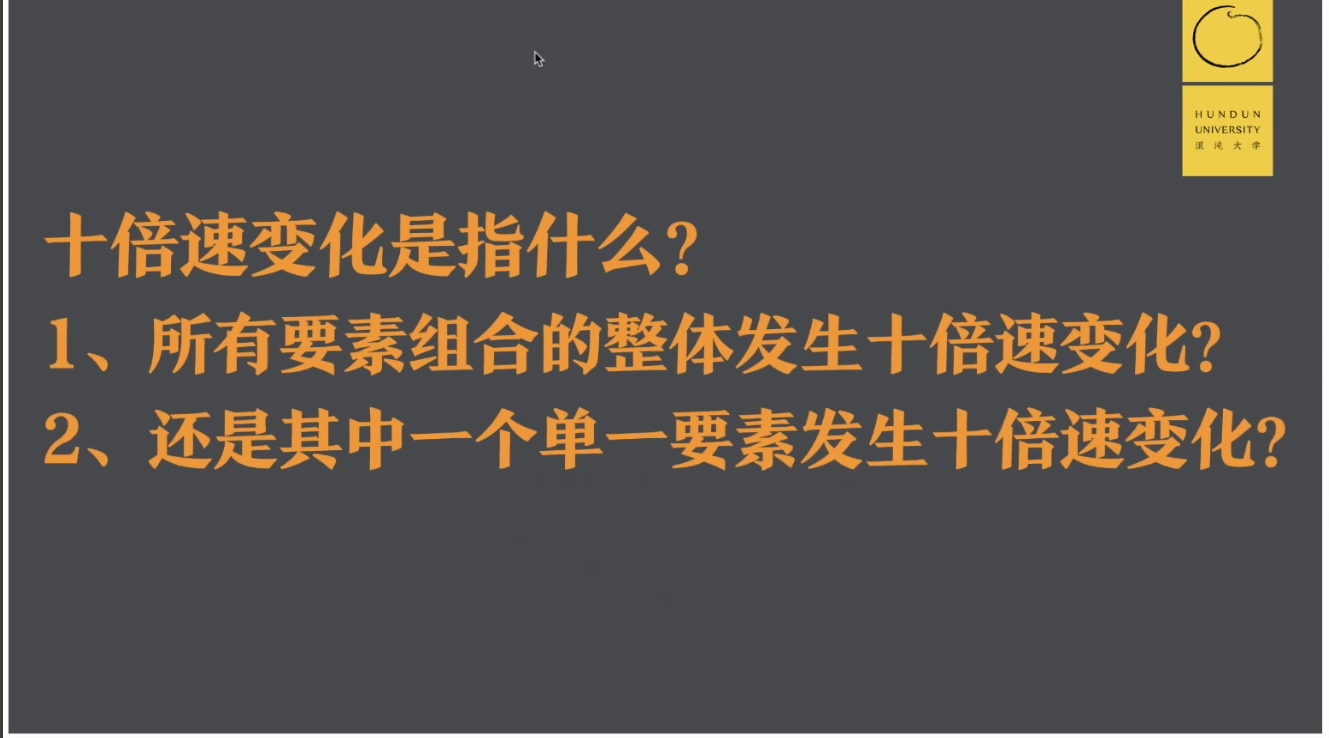 HUNDUN
UNIVERSITY
混沌大学
十倍速变化是指什么？
1、所有要素组合的整体发生十倍速变化？
2、还是其中一个单一要素发生十倍速变化？